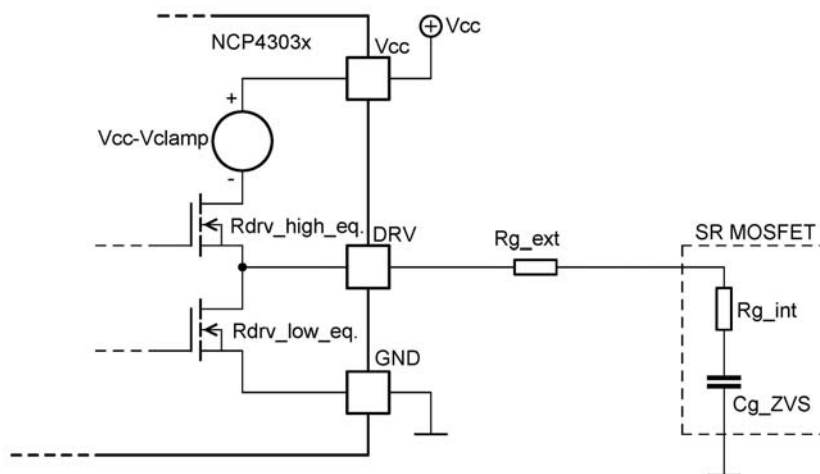 NCP4303x
Vcc
Vcc
+
Vcc-Vclamp
-
Rdrv_high_eq.
DRV
Rg_ext
SR MOSFET
Rg_int
Rdrv_low_eq.
GND
Cg_ZVS